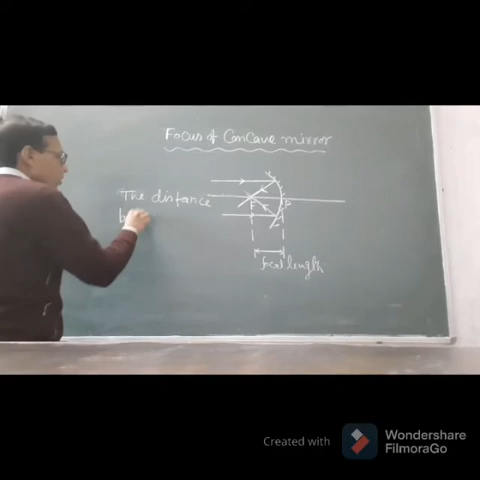 Focus of Concave mirror
The distance
b
F
P
focal length
Created with
Wondershare
FilmoraGo